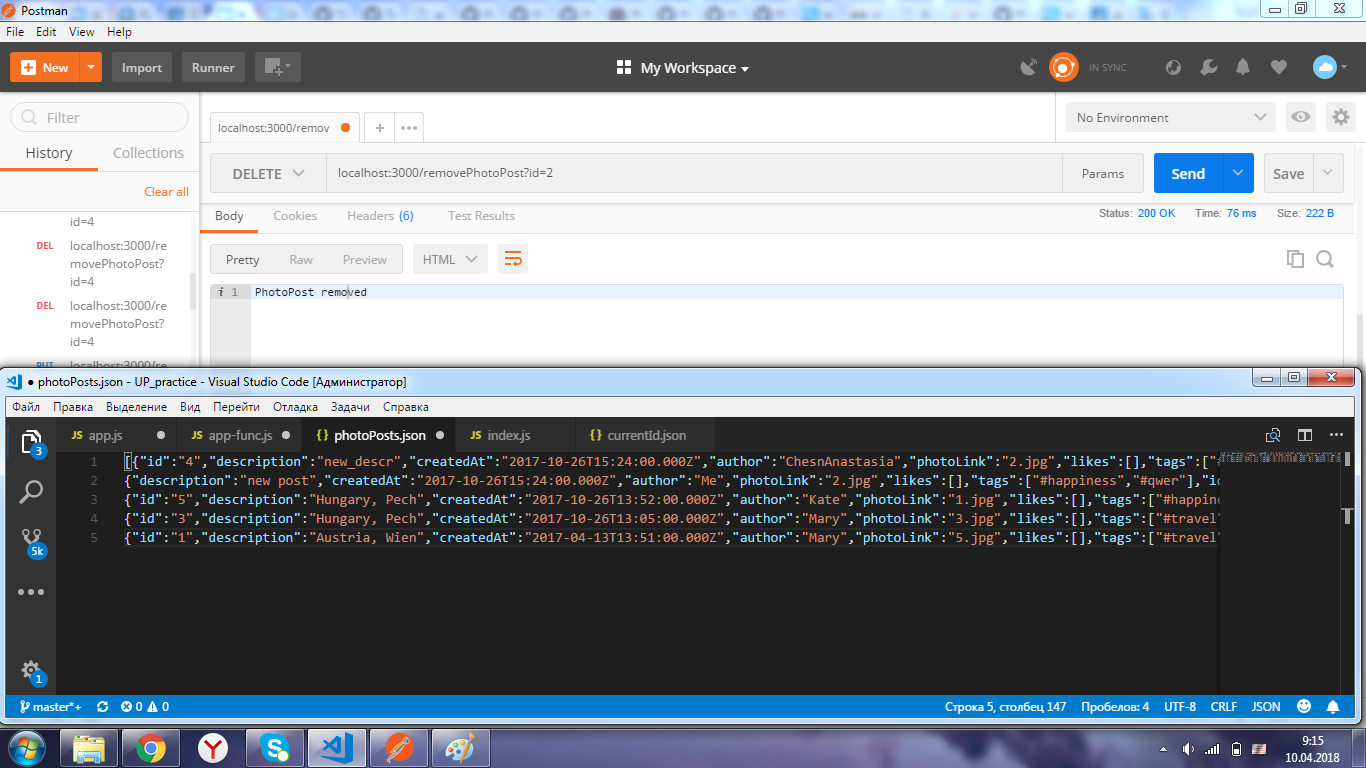 Postman
File Edit View Help
New Import Runner My Workspace IN SYNC
Filter
History Collections
Clear all
id=4
DEL localhost:3000/re
movePhotoPost?
id=4
DEL localhost:3000/re
movePhotoPost?
id=4
PUT localhost:3000/re
localhost:3000/remov + ••• No Environment
DELETE localhost:3000/removePhotoPost?id=2 Params Send Save
Body Cookies Headers (6) Test Results Status: 200 OK Time: 76 ms Size: 222 B
Pretty Raw Preview HTML
i 1 PhotoPost removed
● photoPosts.json - UP_practice - Visual Studio Code [Администратор]
Файл Правка Выделение Вид Перейти Отладка Задачи Справка
3
JS app.js ● JS app-func.js ● {} photoPosts.json ● JS index.js {} currentId.json •••
1 [{"id":"4","description":"new_descr","createdAt":"2017-10-26T15:24:00.000Z","author":"ChesnAnastasia","photoLink":"2.jpg","likes":[],"tags":["#
2 {"description":"new post","createdAt":"2017-10-26T15:24:00.000Z","author":"Me","photoLink":"2.jpg","likes":[],"tags":["#happiness","#qwer"],"id
3 {"id":"5","description":"Hungary, Pech","createdAt":"2017-10-26T13:52:00.000Z","author":"Kate","photoLink":"1.jpg","likes":[],"tags":["#happine
4 {"id":"3","description":"Hungary, Pech","createdAt":"2017-10-26T13:05:00.000Z","author":"Mary","photoLink":"3.jpg","likes":[],"tags":["#travel"
5 {"id":"1","description":"Austria, Wien","createdAt":"2017-04-13T13:51:00.000Z","author":"Mary","photoLink":"5.jpg","likes":[],"tags":["#travel"
5k
1
master*+ 0 0 Строка 5, столбец 147 Пробелов: 4 UTF-8 CRLF JSON
9:15
10.04.2018